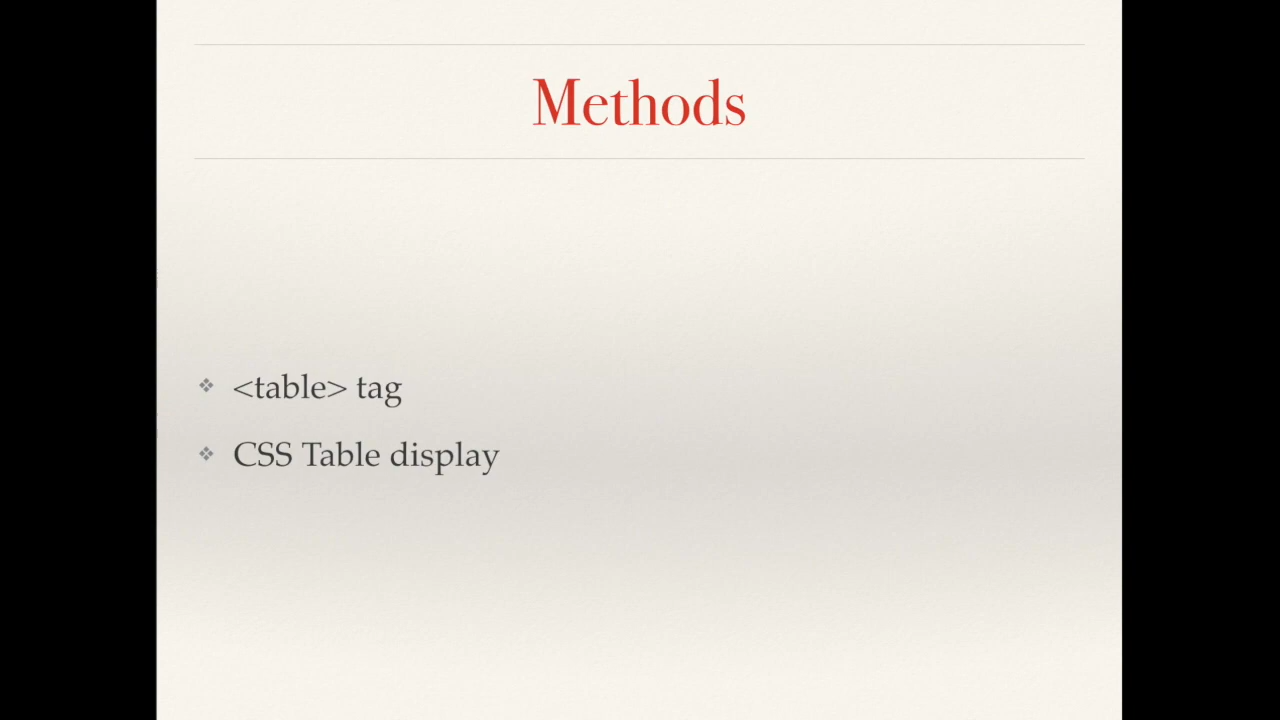 Methods
❖ <table> tag
❖ CSS Table display